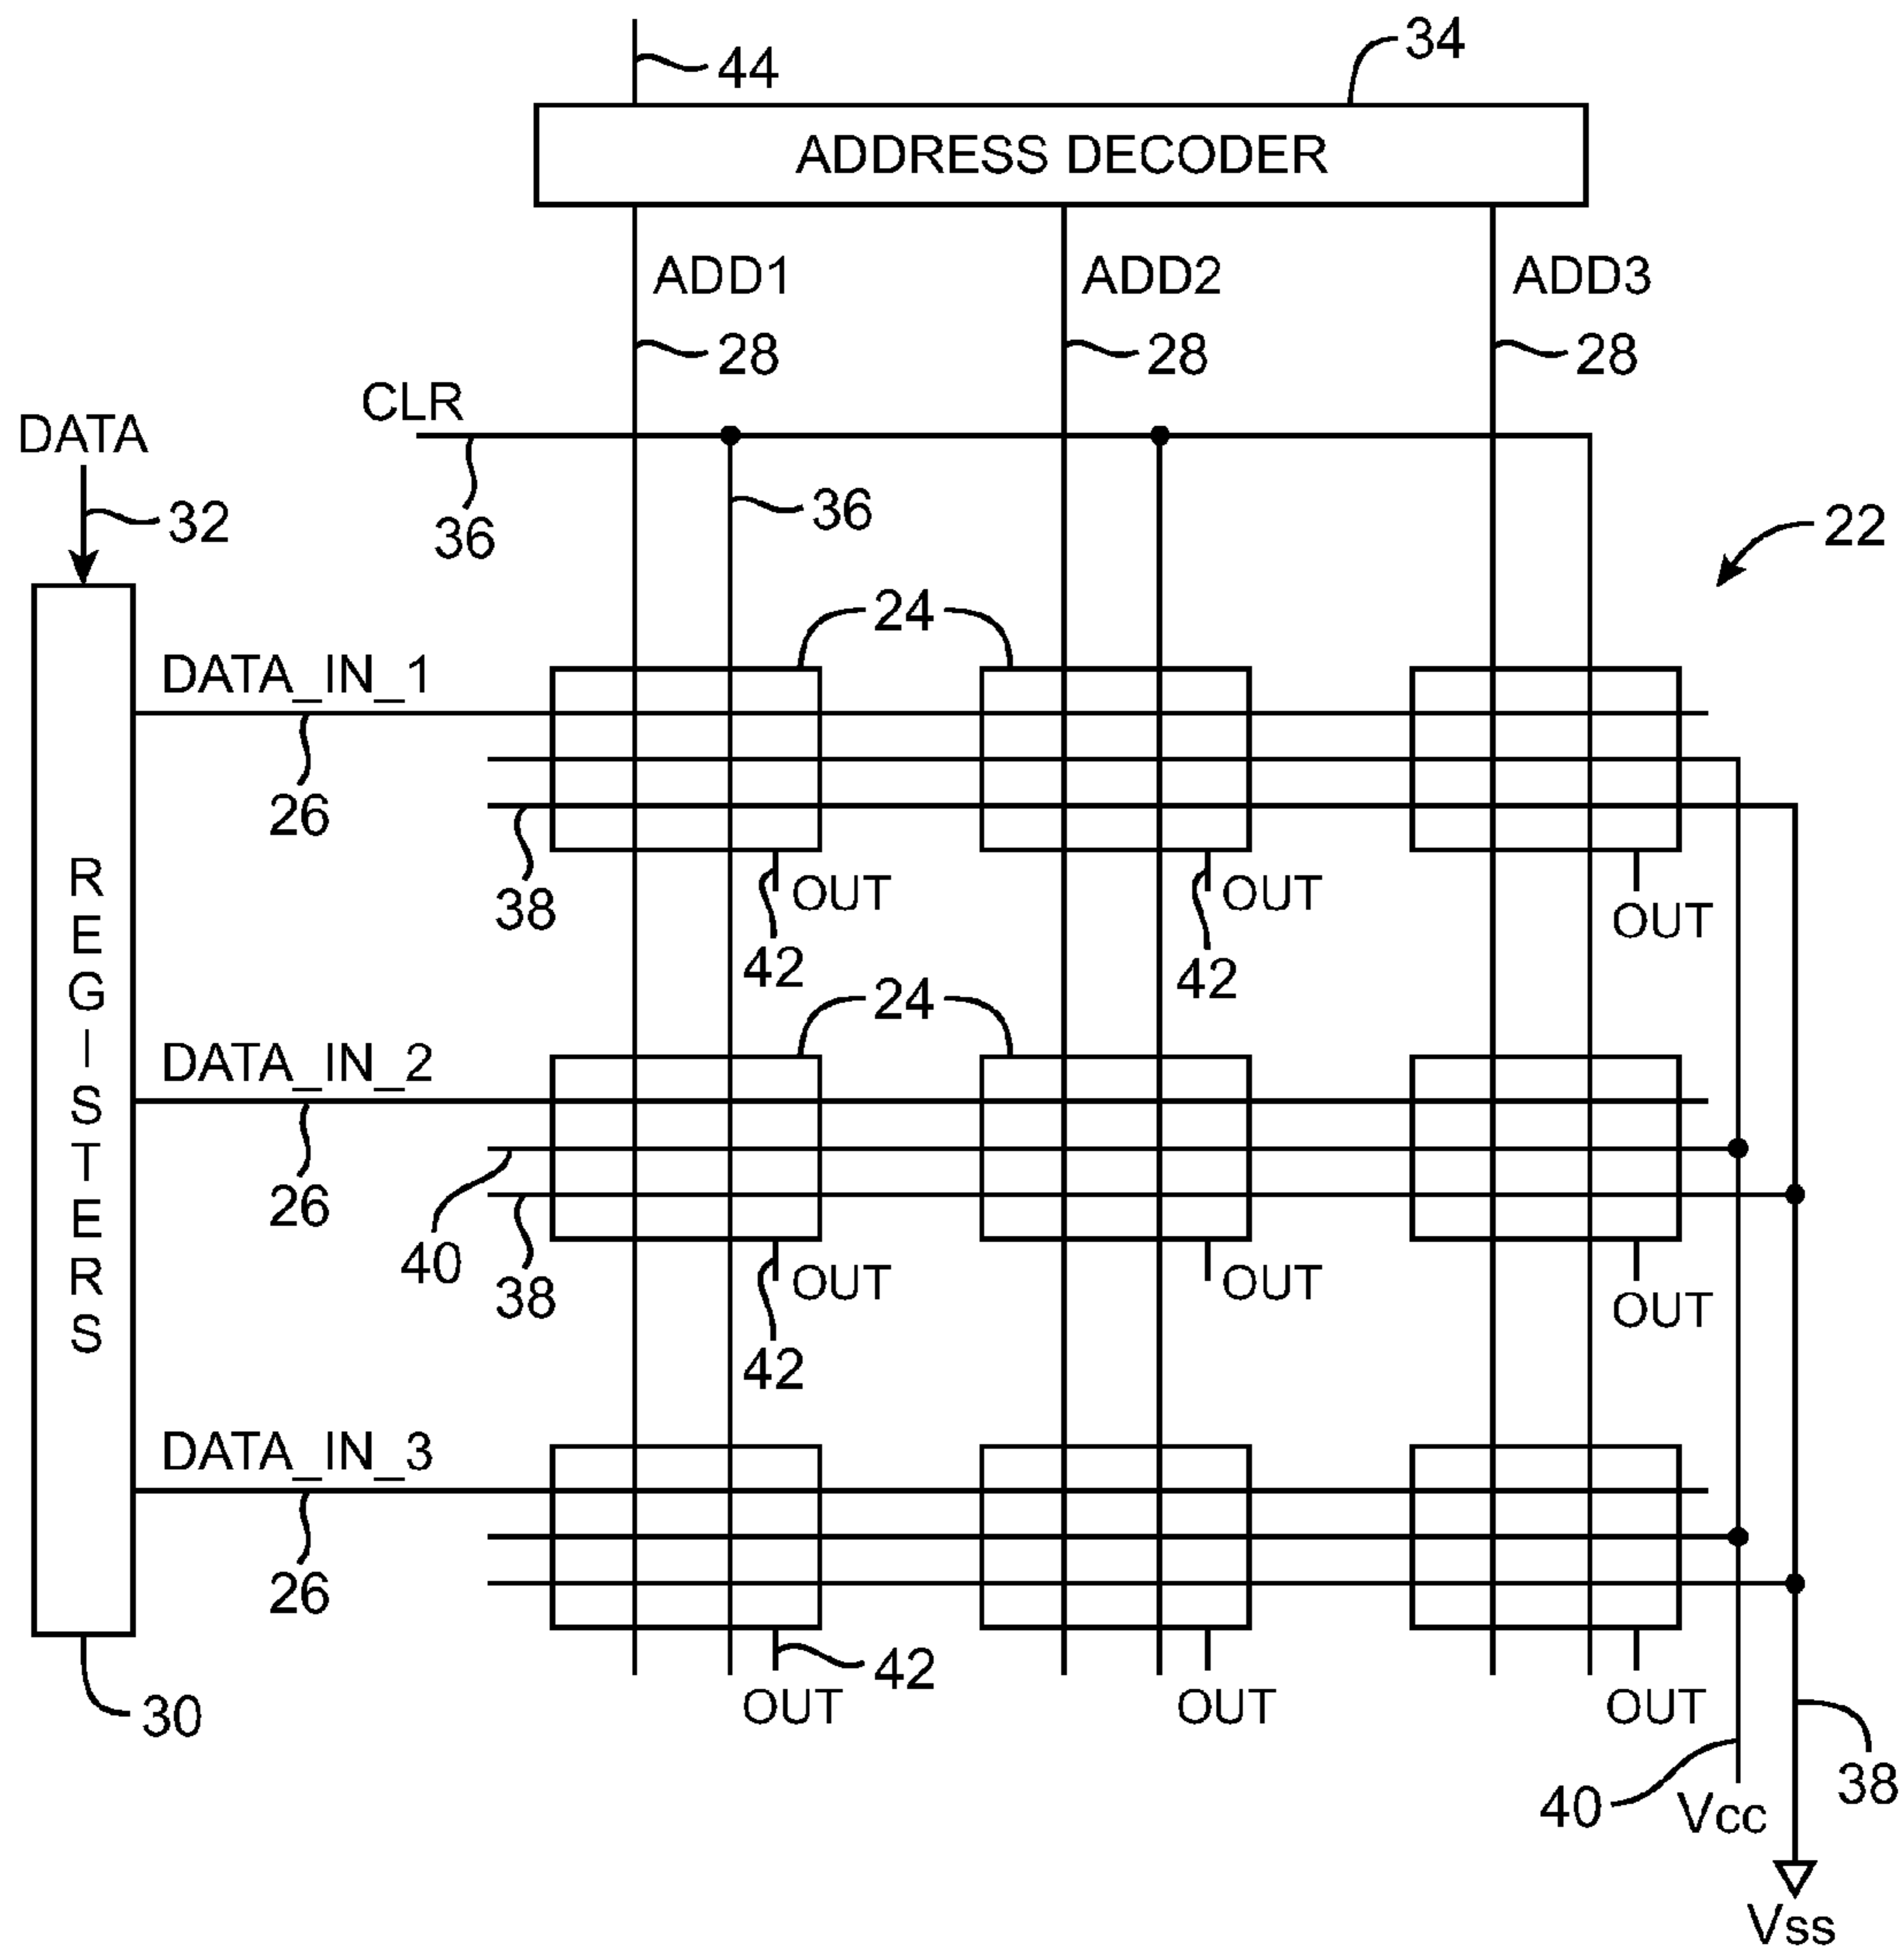 34
44
ADDRESS DECODER
ADD1 ADD2 ADD3
28 28 28
CLR
DATA
32 36 36
22
24
DATA_IN_1
26
38
OUT OUT OUT
42 42
24
DATA_IN_2
26
40
38
OUT OUT OUT
42
REGISTERS
DATA_IN_3
26
42
OUT OUT OUT
30
40 Vcc 38
Vss